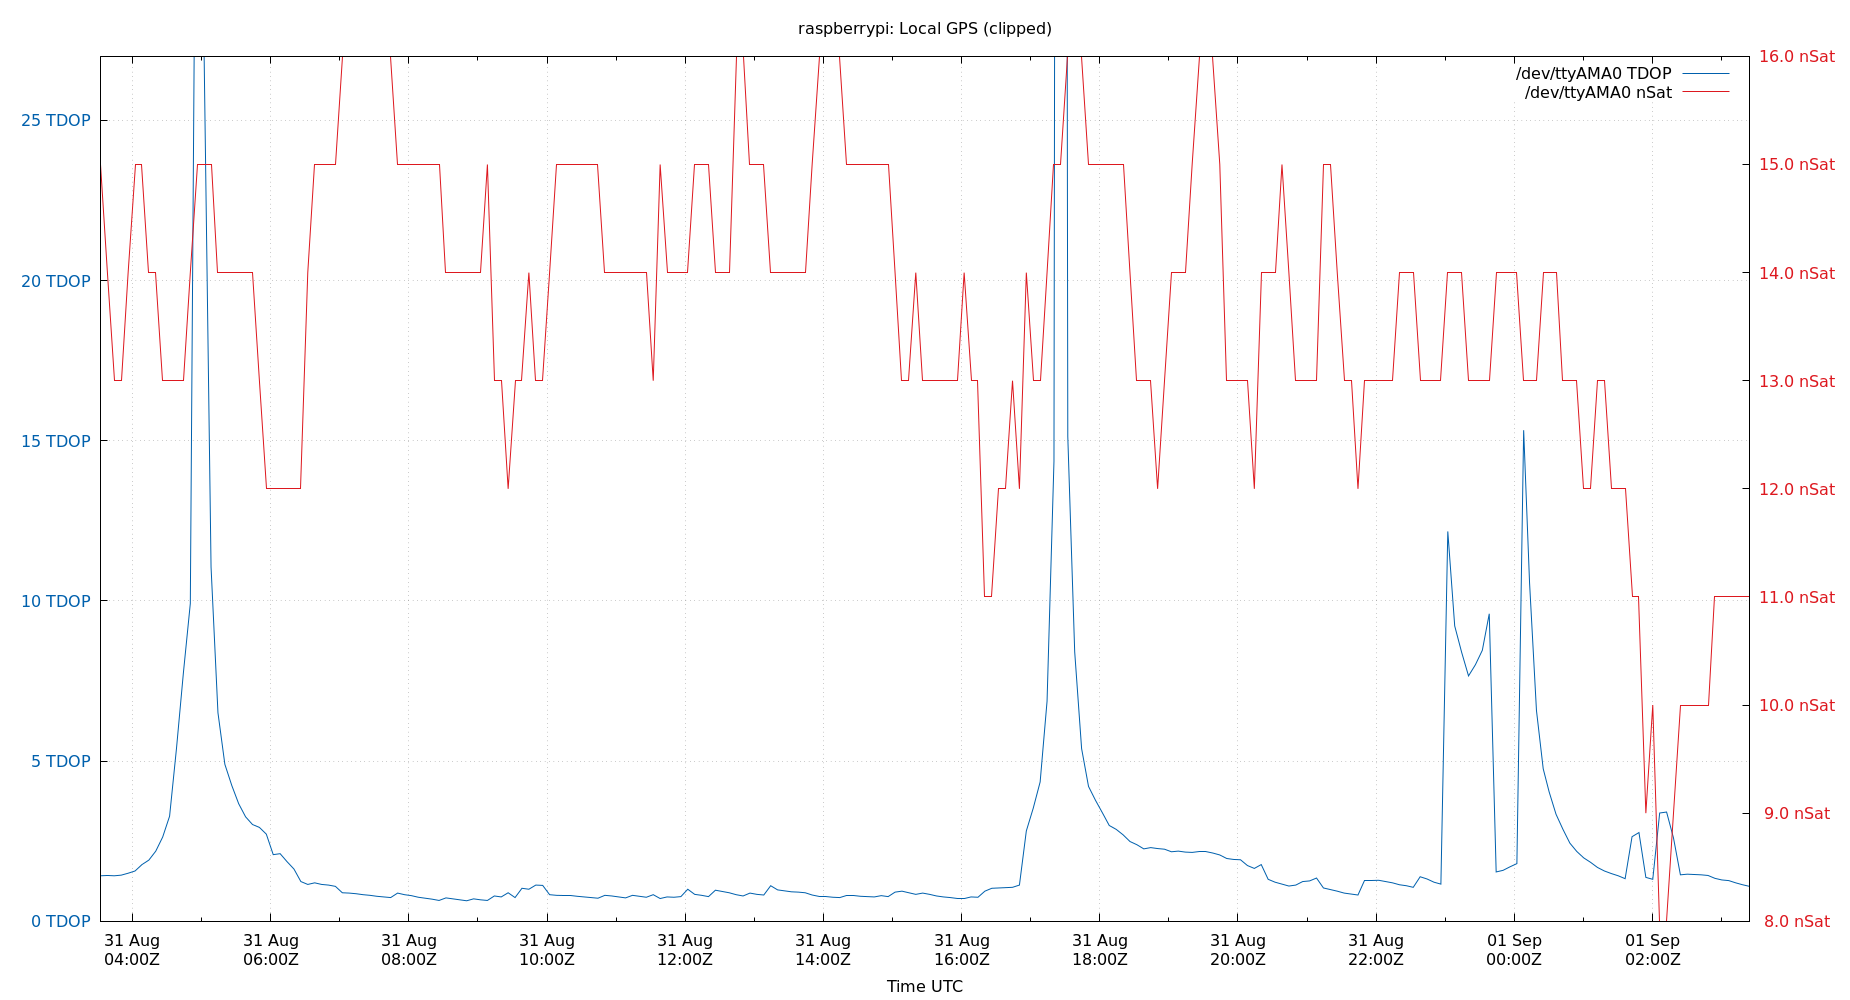 raspberrypi: Local GPS (clipped)
/dev/ttyAMA0 TDOP
/dev/ttyAMA0 nSat
25 TDOP
20 TDOP
15 TDOP
10 TDOP
5 TDOP
0 TDOP
16.0 nSat
15.0 nSat
14.0 nSat
13.0 nSat
12.0 nSat
11.0 nSat
10.0 nSat
9.0 nSat
8.0 nSat
31 Aug 31 Aug 31 Aug 31 Aug 31 Aug 31 Aug 31 Aug 31 Aug 31 Aug 31 Aug 01 Sep 01 Sep
04:00Z 06:00Z 08:00Z 10:00Z 12:00Z 14:00Z 16:00Z 18:00Z 20:00Z 22:00Z 00:00Z 02:00Z
Time UTC